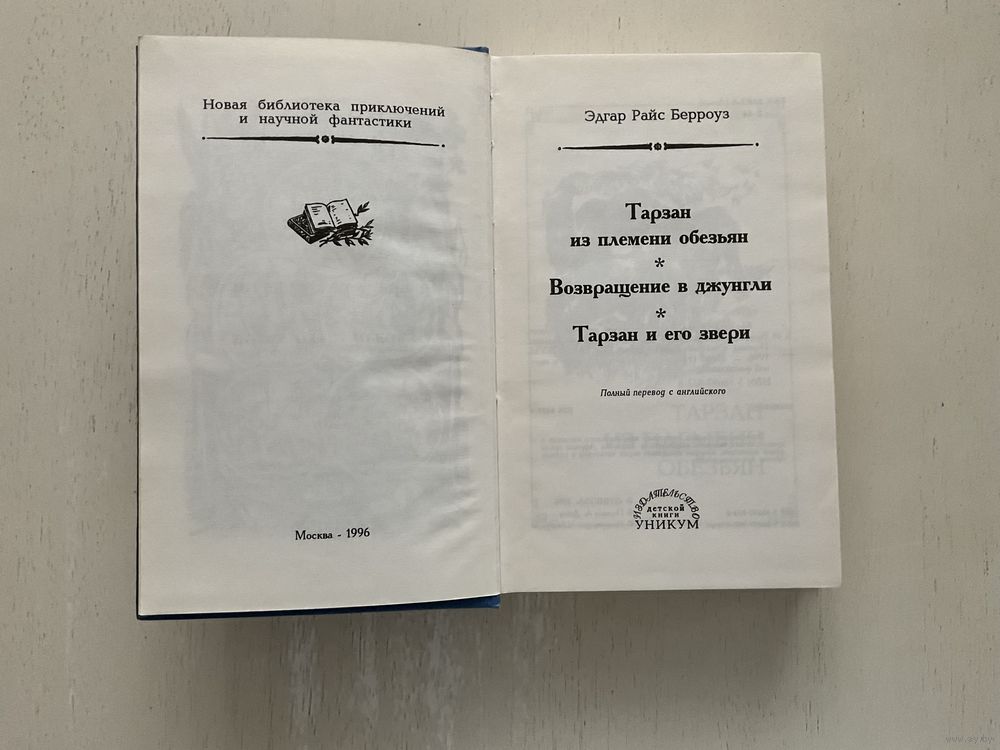 Новая библиотека приключений
и научной фантастики
Москва - 1996
Эдгар Райс Берроуз
Тарзан
из племени обезьян
*
Возвращение в джунгли
*
Тарзан и его звери
Полный перевод с английского
ИЗДАТЕЛЬСТВО
детской
книги
УНИКУМ